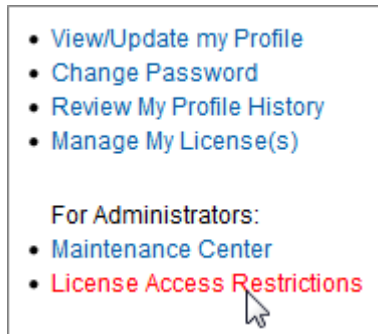 View/Update my Profile
Change Password
Review My Profile History
Manage My License(s)
For Administrators:
Maintenance Center
License Access Restrictions